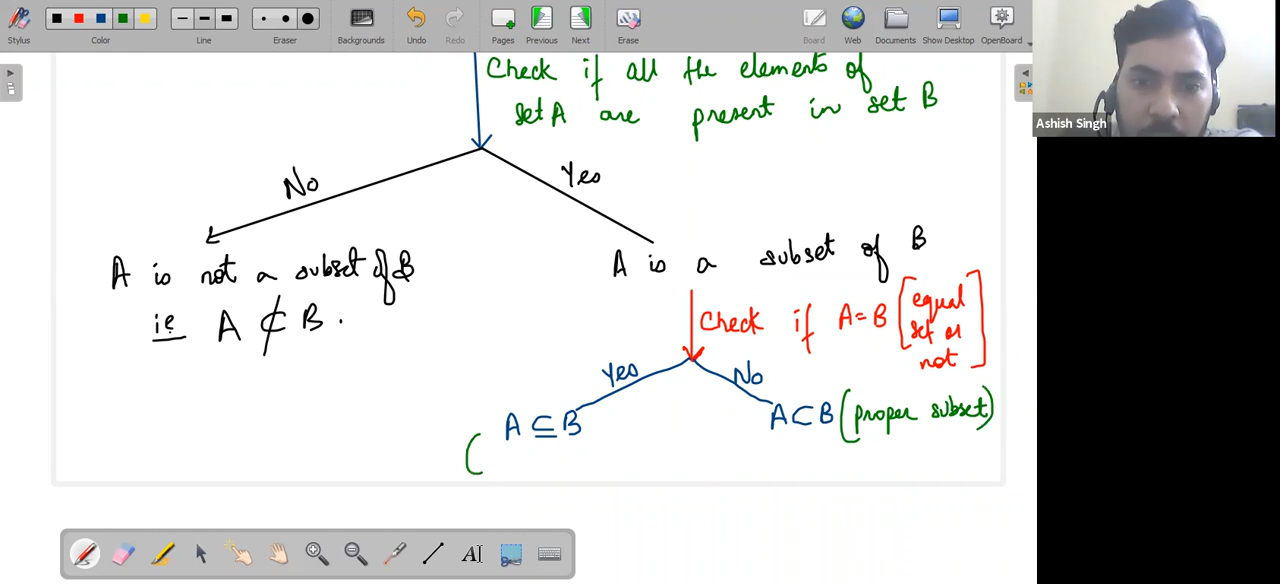 Stylus
Color
Line
Eraser
Backgrounds
Undo
Redo
Pages
Previous
Next
Erase
Board
Web
Documents
Show Desktop
OpenBoard
Ashish Singh
Check if all the elements of
set A are present in set B
No
Yes
A is not a subset of B
ie A ⊄ B .
A is a subset of B
Check if A=B [equal
set or
not]
Yes
No
A ⊆ B
A⊂B (proper subset)
(
AI